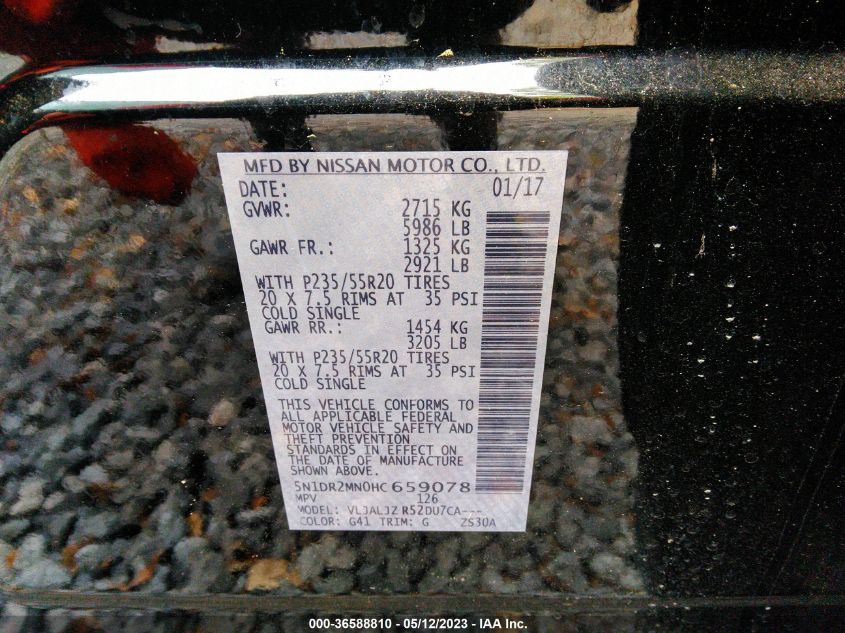 MFD BY NISSAN MOTOR CO., LTD.
DATE: 01/17
GVWR: 2715 KG
5986 LB
GAWR FR.: 1325 KG
2921 LB
WITH P235/55R20 TIRES
20 X 7.5 RIMS AT 35 PSI
COLD SINGLE
GAWR RR.: 1454 KG
3205 LB
WITH P235/55R20 TIRES
20 X 7.5 RIMS AT 35 PSI
COLD SINGLE
THIS VEHICLE CONFORMS TO
ALL APPLICABLE FEDERAL
MOTOR VEHICLE SAFETY AND
THEFT PREVENTION
STANDARDS IN EFFECT ON
THE DATE OF MANUFACTURE
SHOWN ABOVE.
5N1DR2MN0HC659078
MPV 126
MODEL: VLJALJZ R52DU7CA---
COLOR: G41 TRIM: G ZS30A
000-36588810 - 05/12/2023 - IAA Inc.